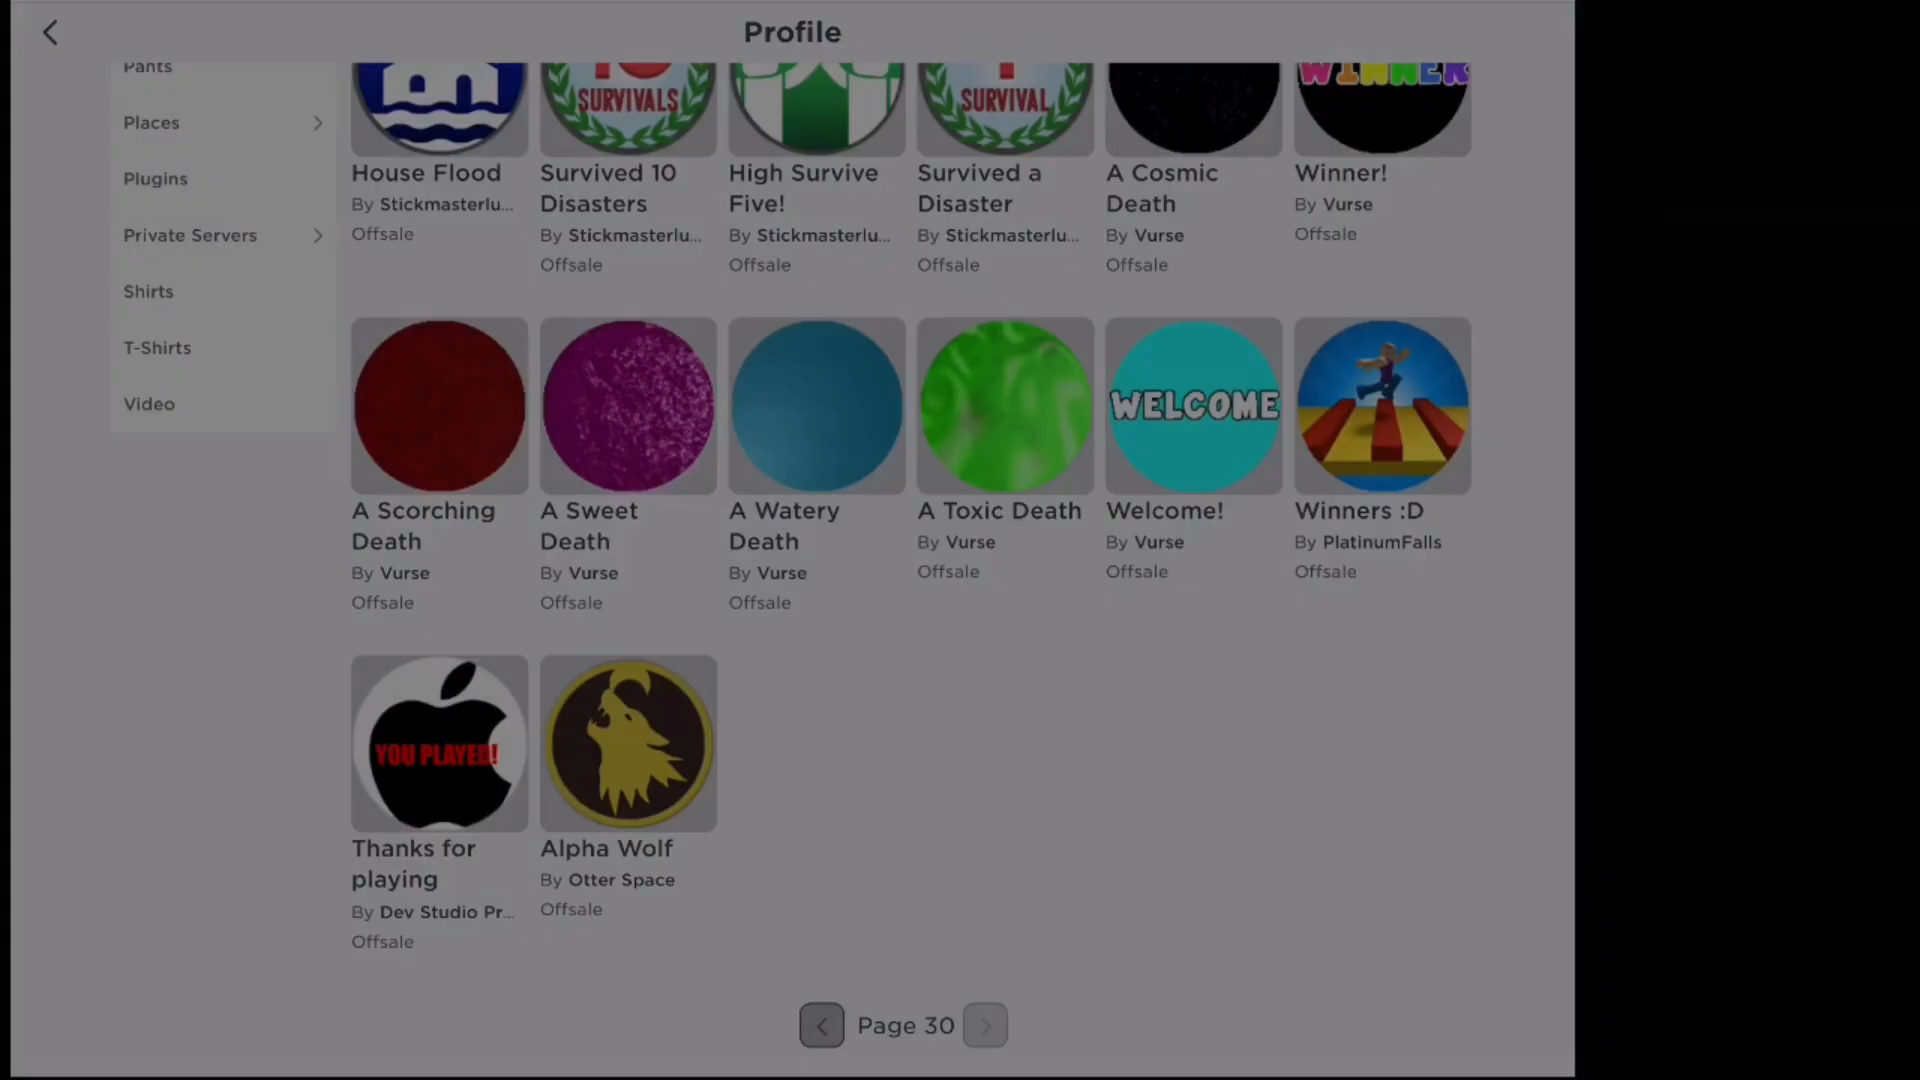 Profile
Pants
Places
Plugins
Private Servers
Shirts
T-Shirts
Video
SURVIVALS
SURVIVAL
WINNER
House Flood
By Stickmasterlu...
Offsale
Survived 10
Disasters
By Stickmasterlu...
Offsale
High Survive
Five!
By Stickmasterlu...
Offsale
Survived a
Disaster
By Stickmasterlu...
Offsale
A Cosmic
Death
By Vurse
Offsale
Winner!
By Vurse
Offsale
WELCOME
A Scorching
Death
By Vurse
Offsale
A Sweet
Death
By Vurse
Offsale
A Watery
Death
By Vurse
Offsale
A Toxic Death
By Vurse
Offsale
Welcome!
By Vurse
Offsale
Winners :D
By PlatinumFalls
Offsale
YOU PLAYED!
Thanks for
playing
By Dev Studio Pr...
Offsale
Alpha Wolf
By Otter Space
Offsale
Page 30